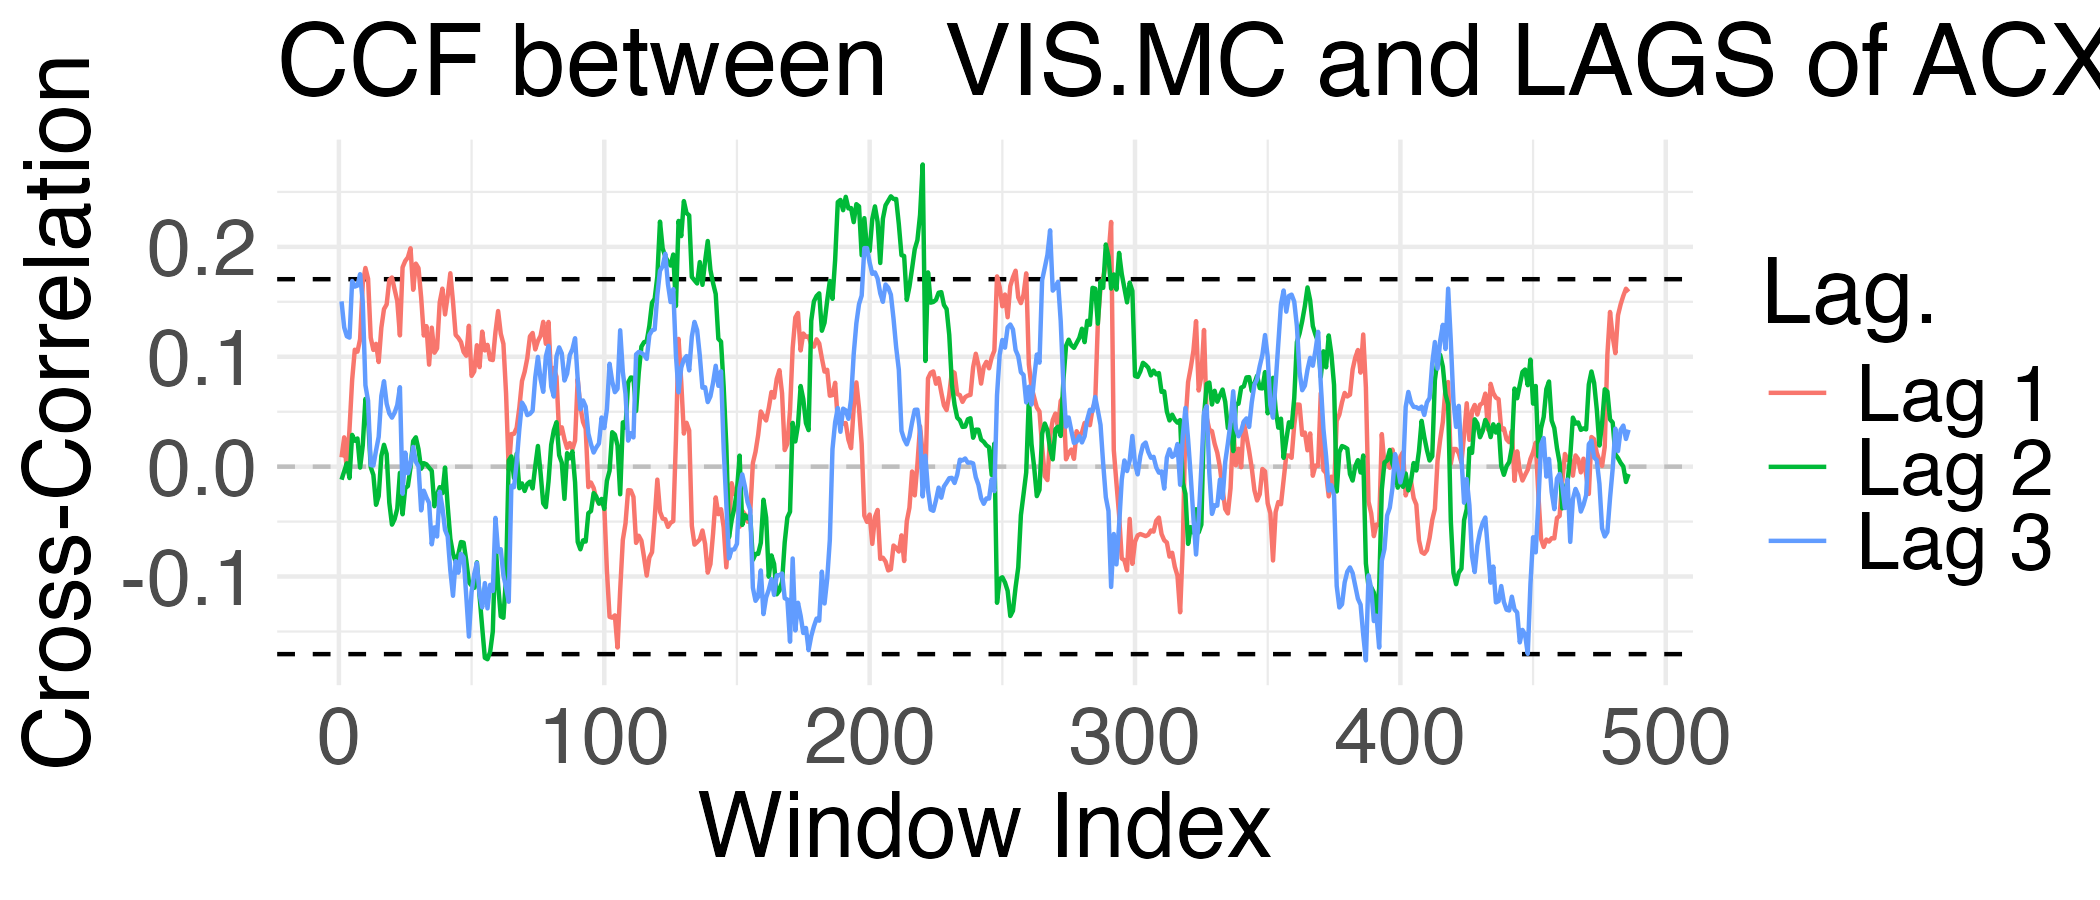 CCF between  VIS.MC and LAGS of ACX
Cross-Correlation
0.2
0.1
0.0
-0.1
0 100 200 300 400 500
Window Index
Lag.
Lag 1
Lag 2
Lag 3